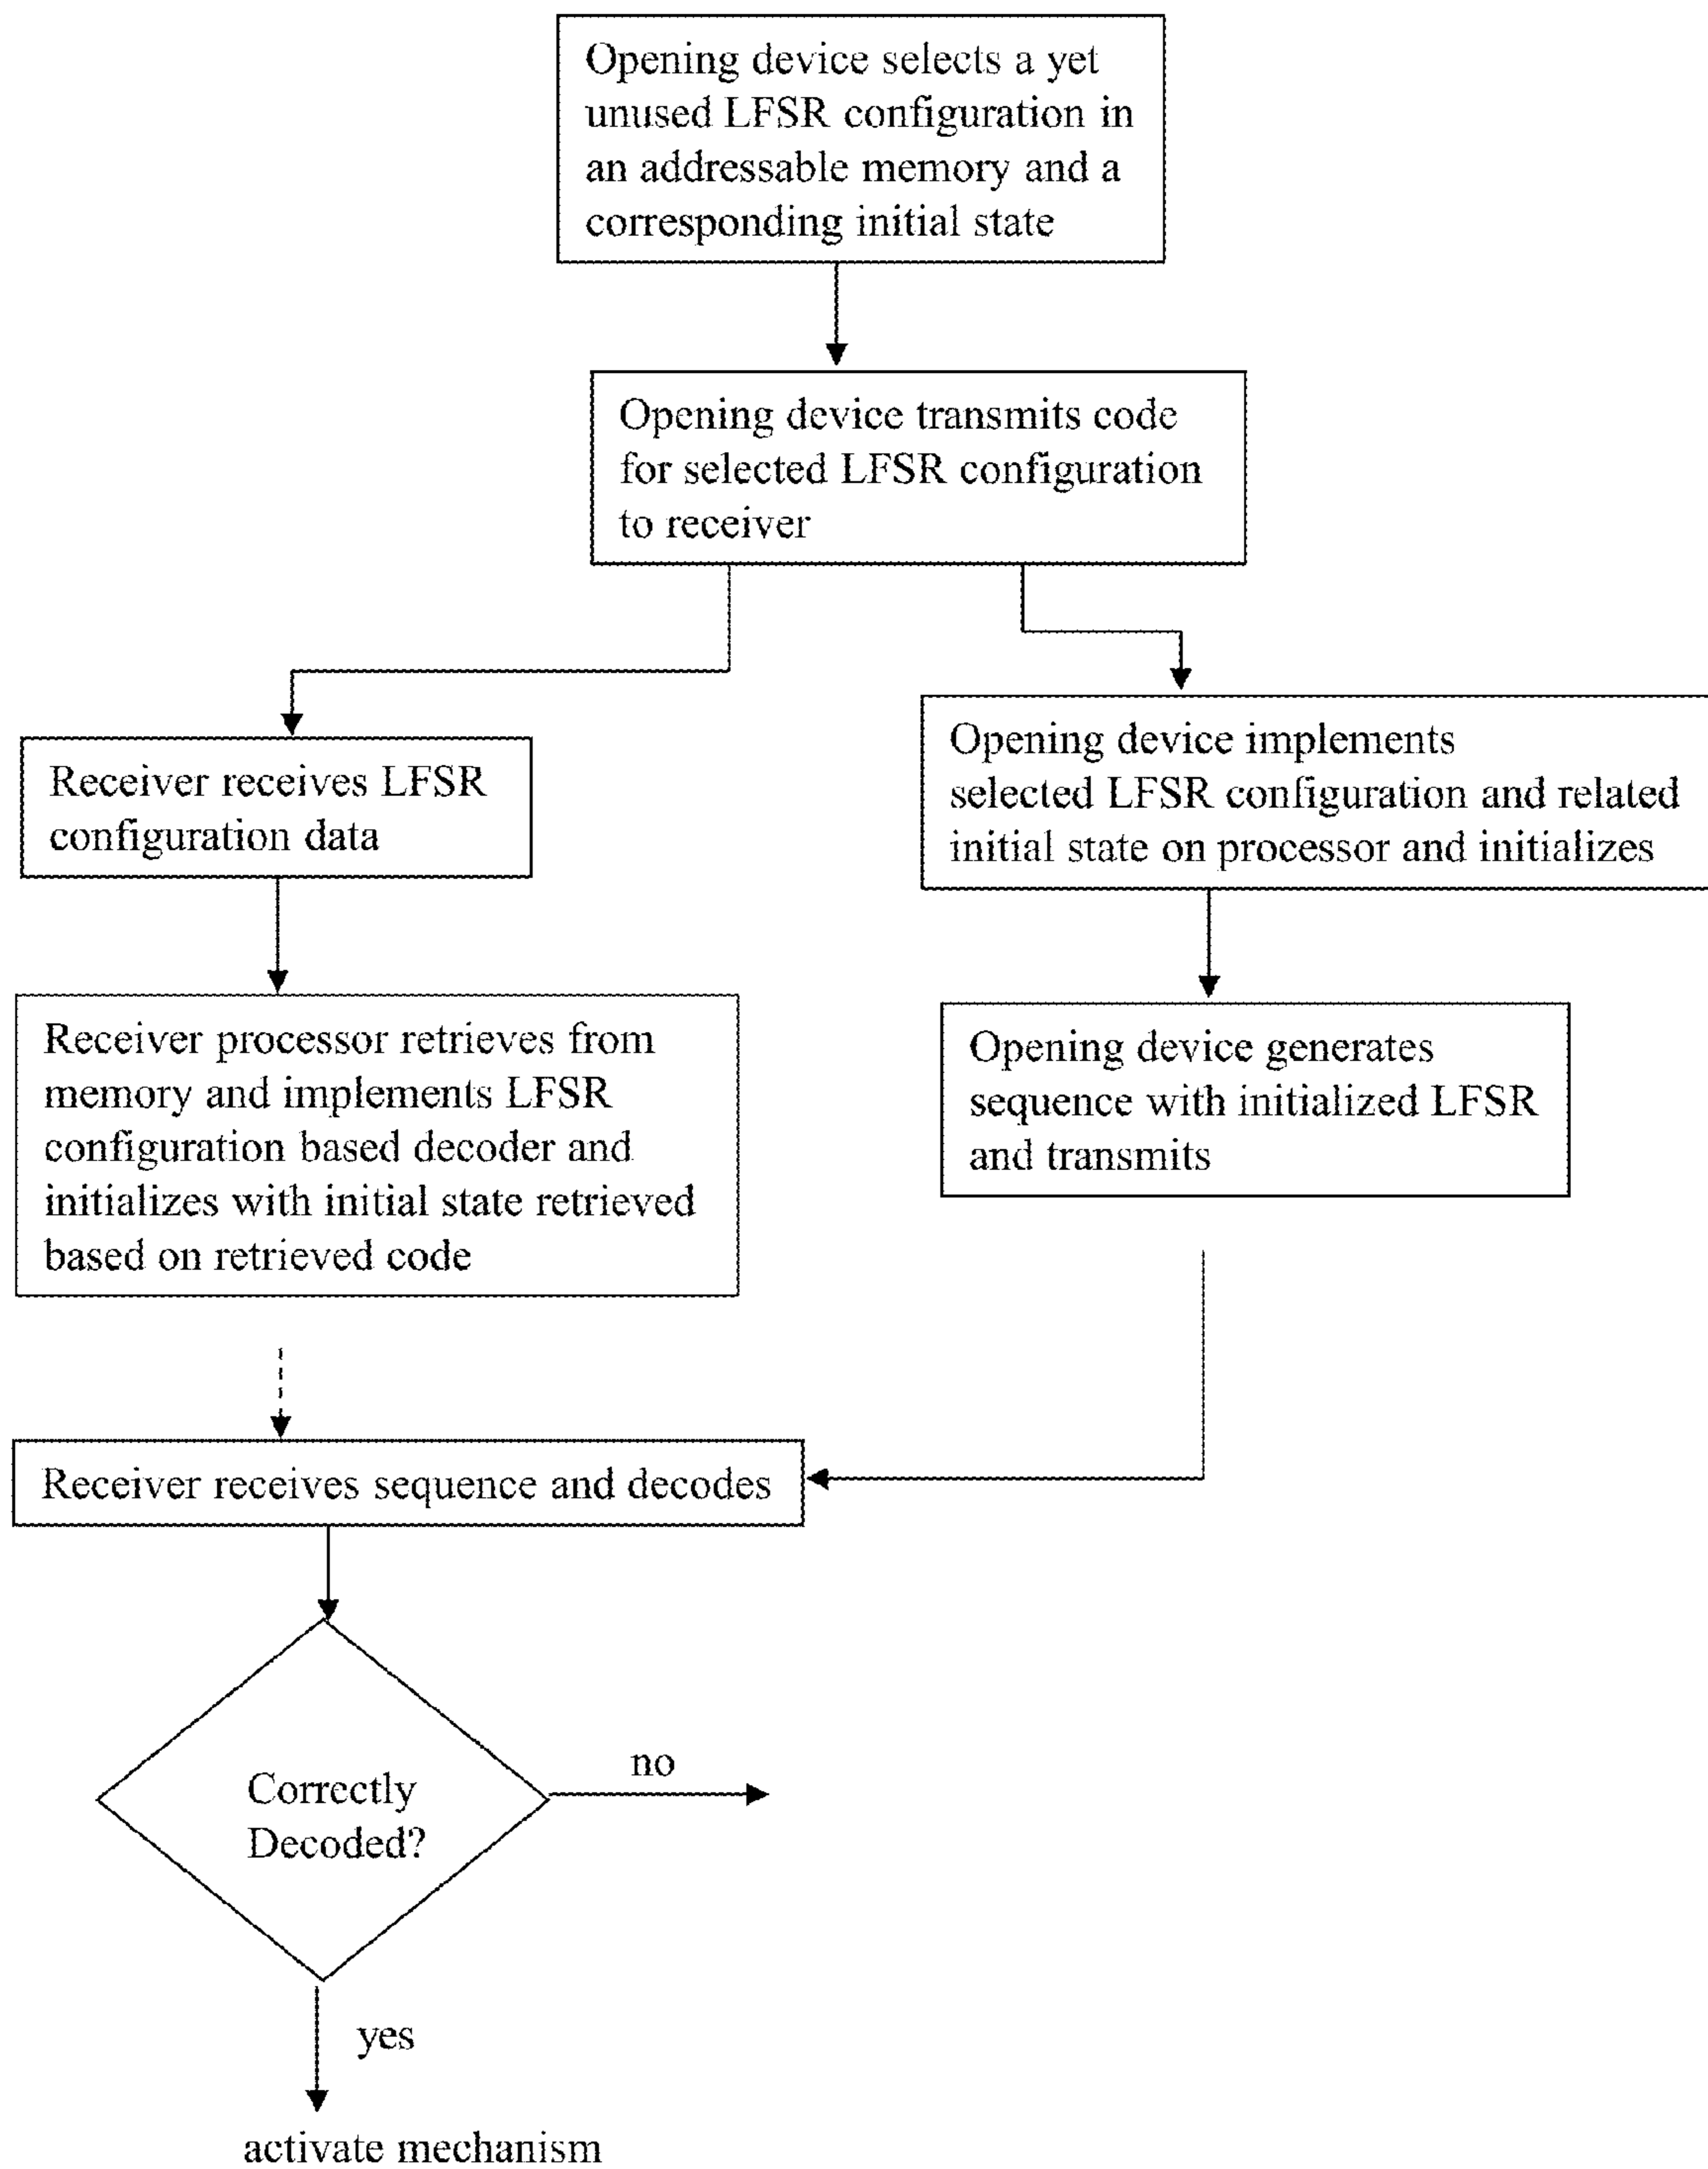 Opening device selects a yet
unused LFSR configuration in
an addressable memory and a
corresponding initial state
Opening device transmits code
for selected LFSR configuration
to receiver
Receiver receives LFSR
configuration data
Opening device implements
selected LFSR configuration and related
initial state on processor and initializes
Receiver processor retrieves from
memory and implements LFSR
configuration based decoder and
initializes with initial state retrieved
based on retrieved code
Opening device generates
sequence with initialized LFSR
and transmits
Receiver receives sequence and decodes
Correctly
Decoded?
no
yes
activate mechanism